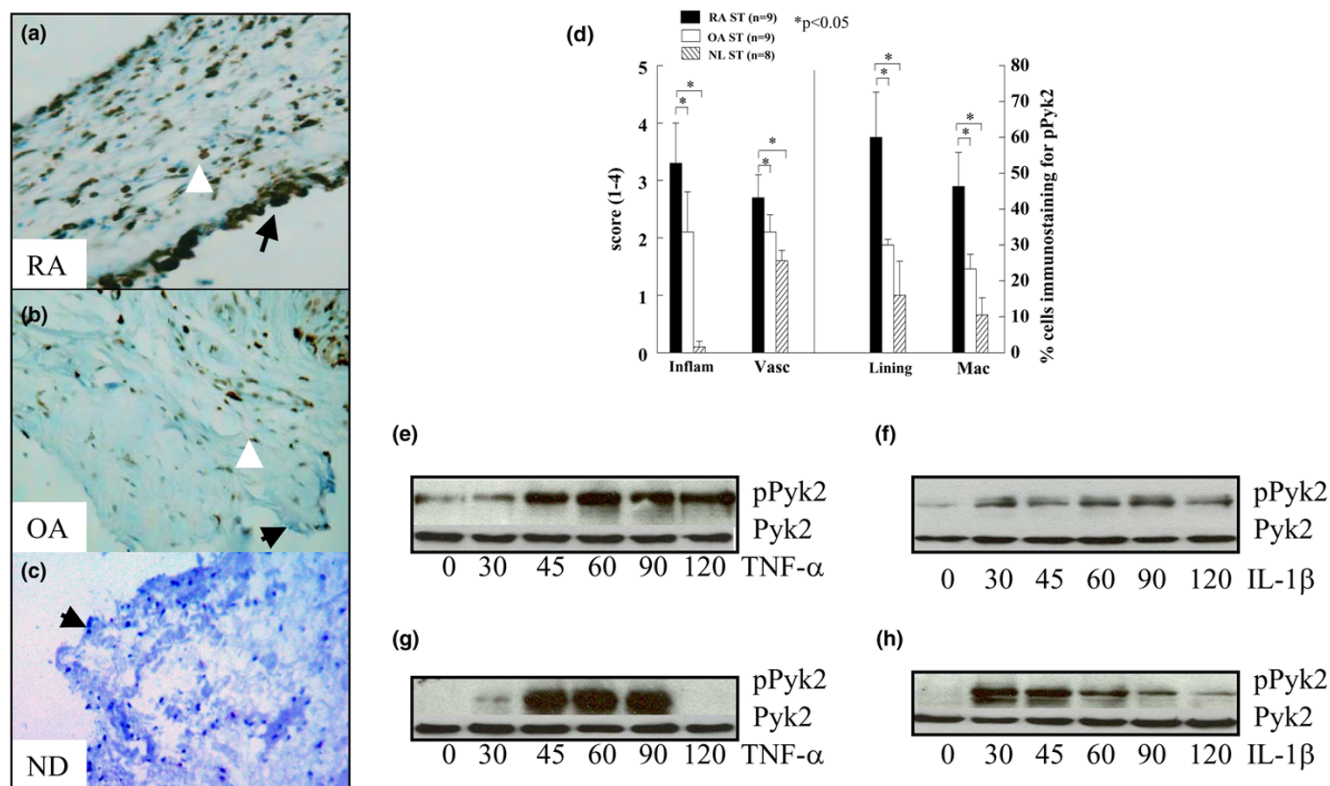 (a)
RA
(b)
OA
(c)
ND
(d)
RA ST (n=9)
OA ST (n=9)
NL ST (n=8)
*p<0.05
score (1-4)
5
4
3
2
1
0
* * * * * * * *
Inflam Vasc Lining Mac
80
70
60
50
40
30
20
10
0
% cells immunostaining for pPyk2
(e)
pPyk2
Pyk2
0 30 45 60 90 120 TNF-α
(f)
pPyk2
Pyk2
0 30 45 60 90 120 IL-1β
(g)
pPyk2
Pyk2
0 30 45 60 90 120 TNF-α
(h)
pPyk2
Pyk2
0 30 45 60 90 120 IL-1β